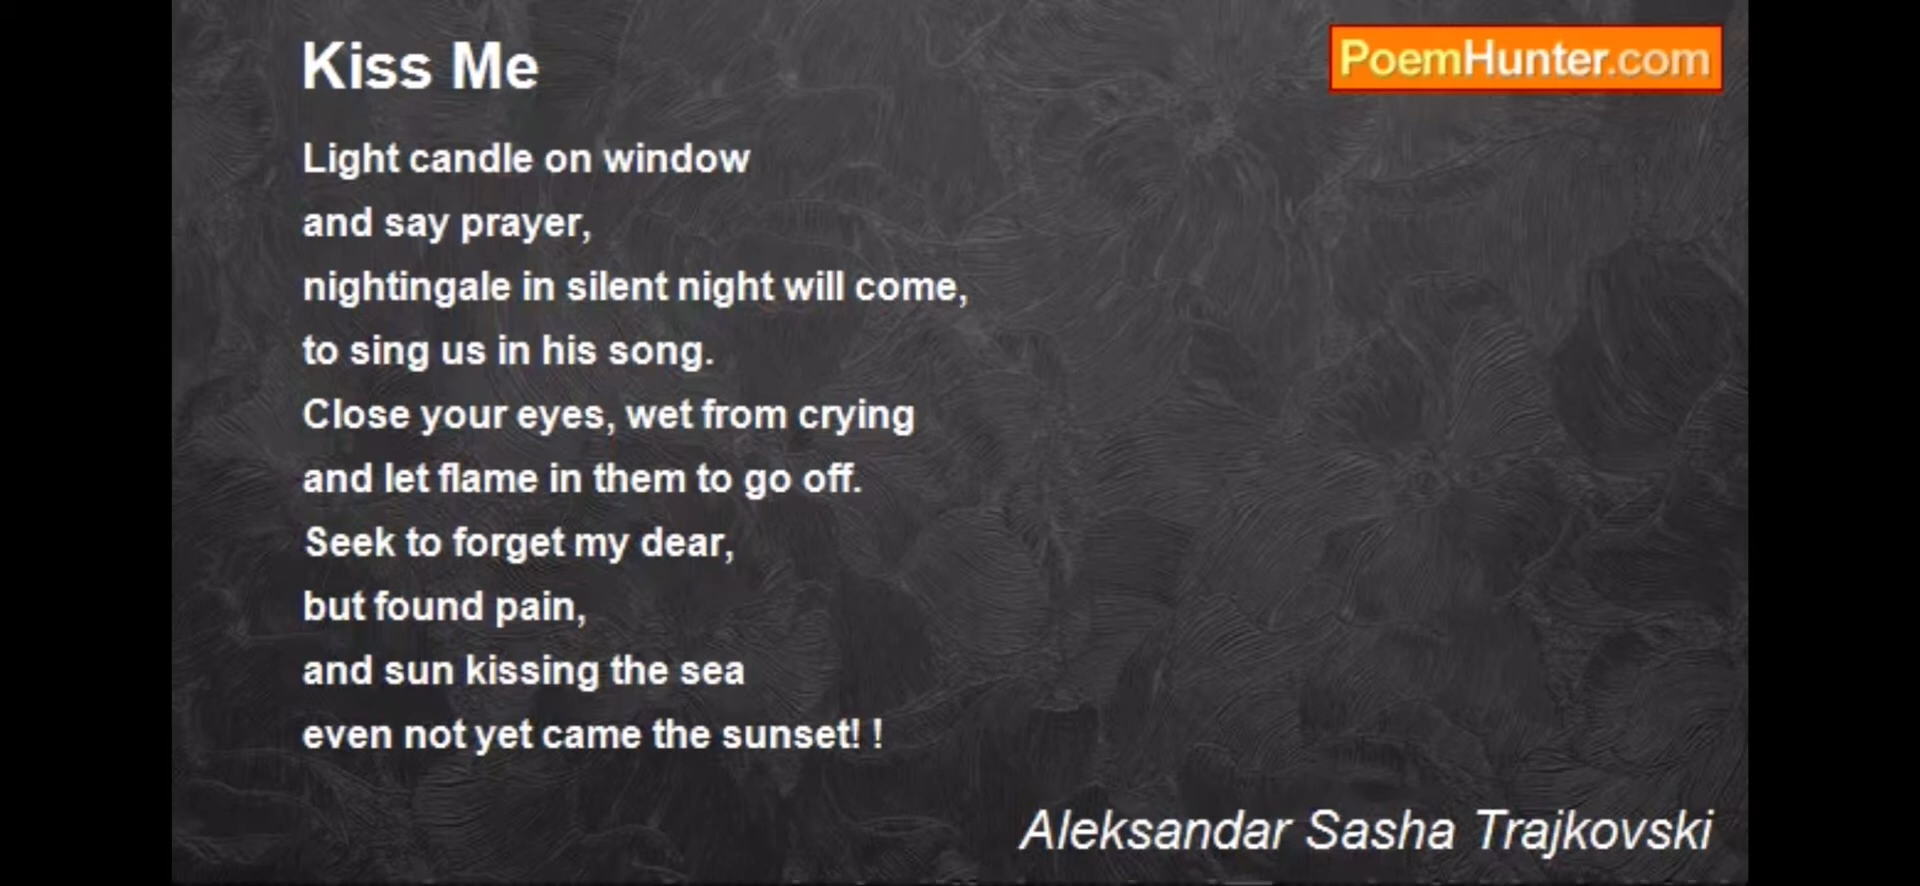 Kiss Me
PoemHunter.com
Light candle on window
and say prayer,
nightingale in silent night will come,
to sing us in his song.
Close your eyes, wet from crying
and let flame in them to go off.
Seek to forget my dear,
but found pain,
and sun kissing the sea
even not yet came the sunset! !
Aleksandar Sasha Trajkovski